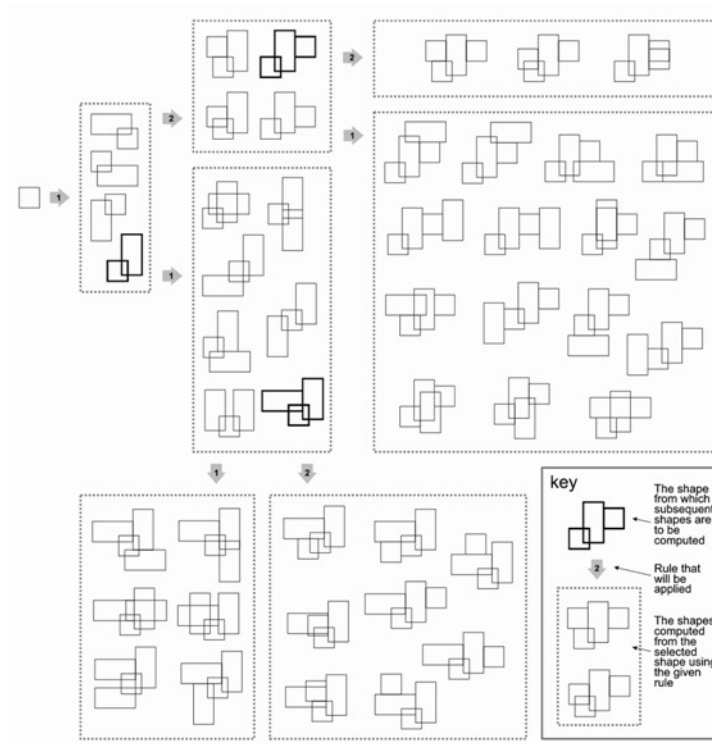 2
2
1
1
1
1
2
key
The shape
from which
subsequent
shapes are
to be
computed
2
Rule that
will be
applied
The shapes
computed
from the
selected
shape using
the given
rule